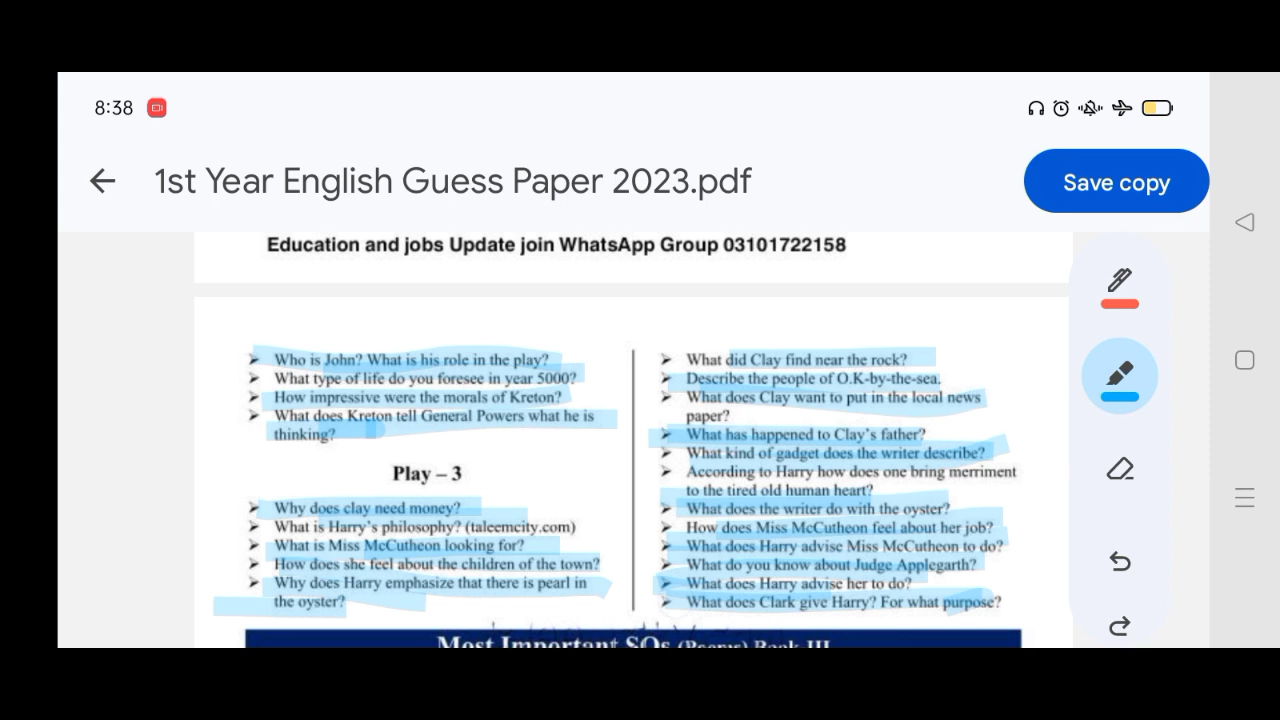 8:38
1st Year English Guess Paper 2023.pdf
Save copy
Education and jobs Update join WhatsApp Group 03101722158
➢ Who is John? What is his role in the play?
➢ What type of life do you foresee in year 5000?
➢ How impressive were the morals of Kreton?
➢ What does Kreton tell General Powers what he is
thinking?
Play – 3
➢ Why does clay need money?
➢ What is Harry's philosophy? (taleemcity.com)
➢ What is Miss McCutheon looking for?
➢ How does she feel about the children of the town?
➢ Why does Harry emphasize that there is pearl in
the oyster?
➢ What did Clay find near the rock?
➢ Describe the people of O.K-by-the-sea.
➢ What does Clay want to put in the local news
paper?
➢ What has happened to Clay's father?
➢ What kind of gadget does the writer describe?
➢ According to Harry how does one bring merriment
to the tired old human heart?
➢ What does the writer do with the oyster?
➢ How does Miss McCutheon feel about her job?
➢ What does Harry advise Miss McCutheon to do?
➢ What do you know about Judge Applegarth?
➢ What does Harry advise her to do?
➢ What does Clark give Harry? For what purpose?
Most Important SQs (Poems) Book III